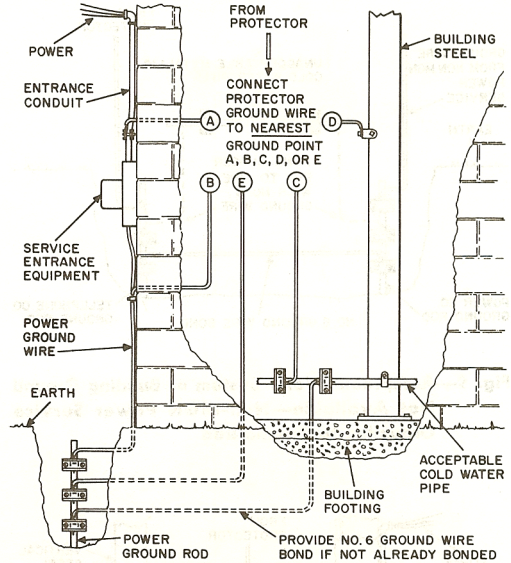 POWER
ENTRANCE
CONDUIT
FROM
PROTECTOR
CONNECT
PROTECTOR
GROUND WIRE
TO NEAREST
GROUND POINT
A, B, C, D, OR E
BUILDING
STEEL
A
D
B
E
C
SERVICE
ENTRANCE
EQUIPMENT
POWER
GROUND
WIRE
EARTH
ACCEPTABLE
COLD WATER
PIPE
BUILDING
FOOTING
POWER
GROUND ROD
PROVIDE NO. 6 GROUND WIRE
BOND IF NOT ALREADY BONDED